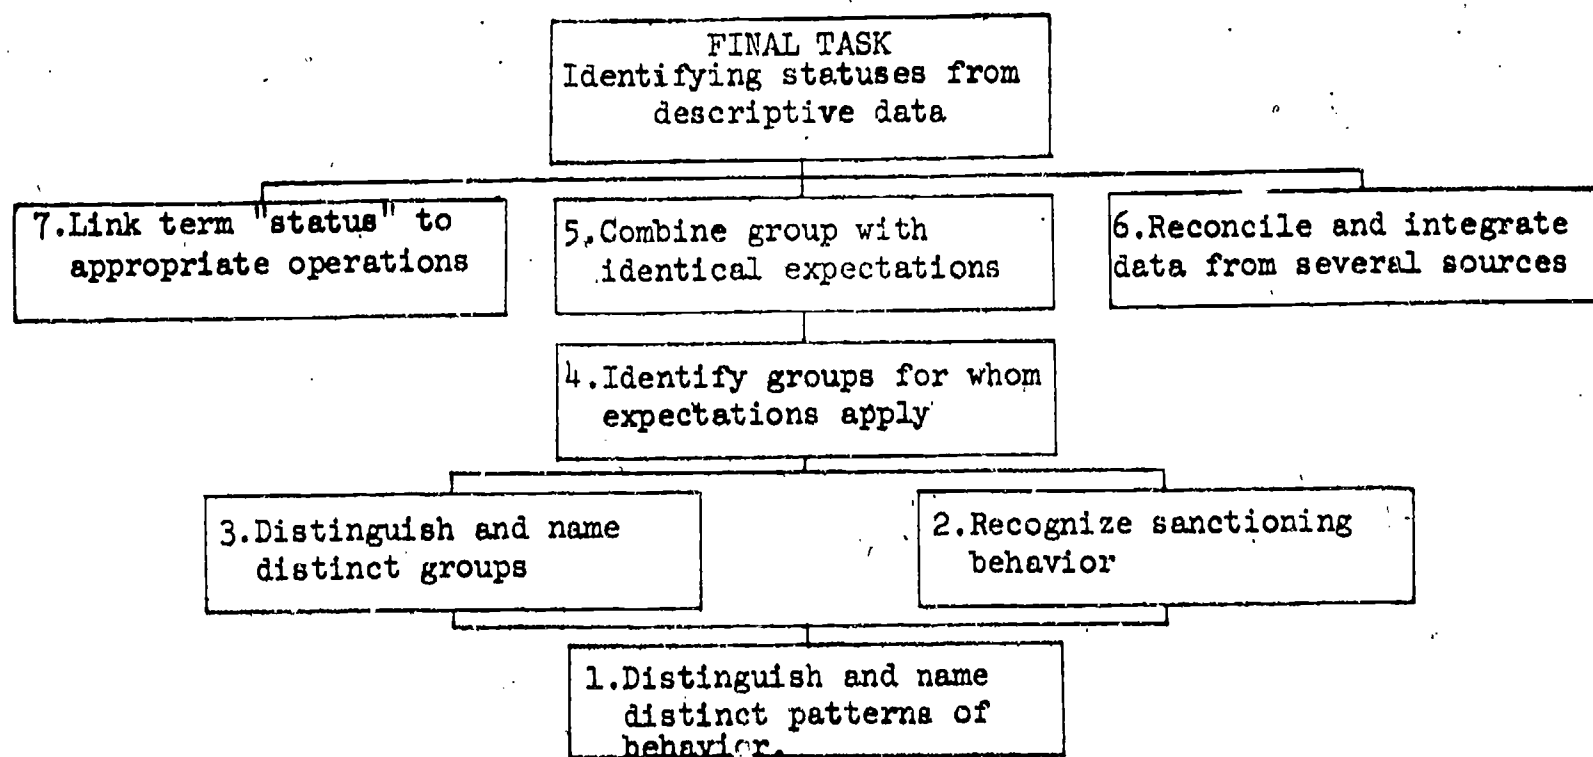 FINAL TASK
Identifying statuses from
descriptive data
7.Link term "status" to
appropriate operations
5.Combine group with
identical expectations
6.Reconcile and integrate
data from several sources
4.Identify groups for whom
expectations apply
3.Distinguish and name
distinct groups
2.Recognize sanctioning
behavior
1.Distinguish and name
distinct patterns of
behavior.